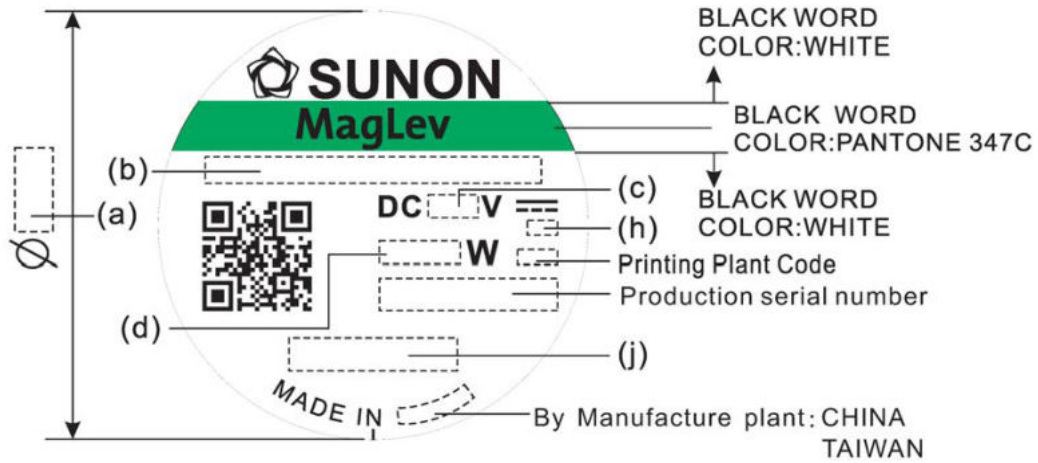 BLACK WORD
COLOR:WHITE
SUNON
MagLev
BLACK WORD
COLOR:PANTONE 347C
(b)
(c)
(a)
DC V
BLACK WORD
COLOR:WHITE
(h)
Ø
W
Printing Plant Code
Production serial number
(d)
(j)
MADE IN
By Manufacture plant: CHINA
TAIWAN